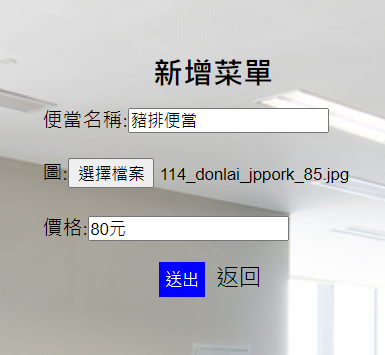 新增菜單
便當名稱:豬排便當
圖:選擇檔案 114_donlai_jppork_85.jpg
價格:80元
送出 返回